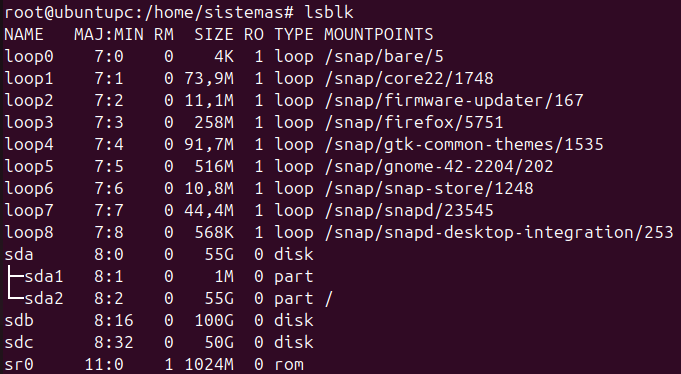 root@ubuntupc:/home/sistemas# lsblk
NAME   MAJ:MIN RM   SIZE RO TYPE MOUNTPOINTS
loop0    7:0    0     4K  1 loop /snap/bare/5
loop1    7:1    0  73,9M  1 loop /snap/core22/1748
loop2    7:2    0  11,1M  1 loop /snap/firmware-updater/167
loop3    7:3    0   258M  1 loop /snap/firefox/5751
loop4    7:4    0  91,7M  1 loop /snap/gtk-common-themes/1535
loop5    7:5    0   516M  1 loop /snap/gnome-42-2204/202
loop6    7:6    0  10,8M  1 loop /snap/snap-store/1248
loop7    7:7    0  44,4M  1 loop /snap/snapd/23545
loop8    7:8    0   568K  1 loop /snap/snapd-desktop-integration/253
sda      8:0    0    55G  0 disk
├─sda1   8:1    0     1M  0 part
└─sda2   8:2    0    55G  0 part /
sdb      8:16   0   100G  0 disk
sdc      8:32   0    50G  0 disk
sr0     11:0    1  1024M  0 rom